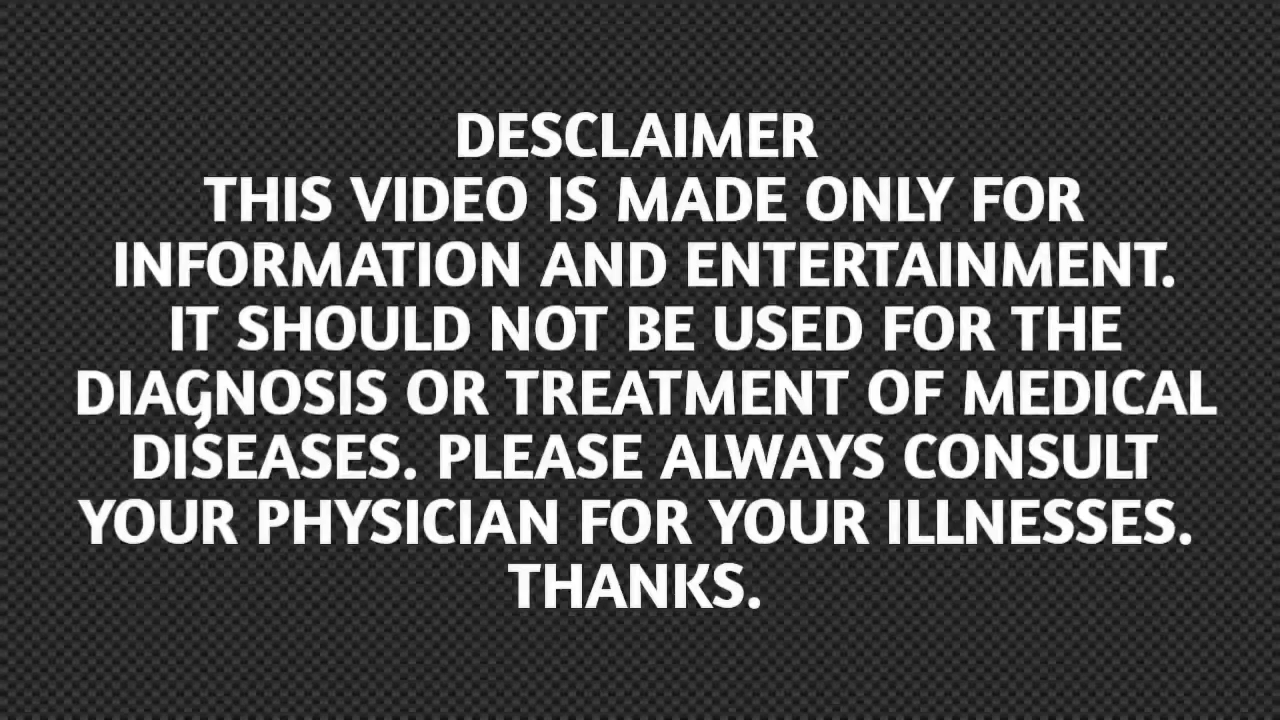 DESCLAIMER
THIS VIDEO IS MADE ONLY FOR
INFORMATION AND ENTERTAINMENT.
IT SHOULD NOT BE USED FOR THE
DIAGNOSIS OR TREATMENT OF MEDICAL
DISEASES. PLEASE ALWAYS CONSULT
YOUR PHYSICIAN FOR YOUR ILLNESSES.
THANKS.